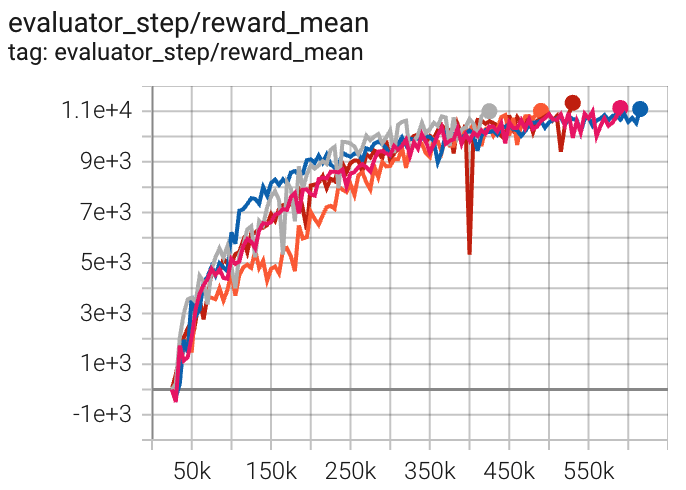 evaluator_step/reward_mean
tag: evaluator_step/reward_mean
1.1e+4
9e+3
7e+3
5e+3
3e+3
1e+3
-1e+3
50k 150k 250k 350k 450k 550k